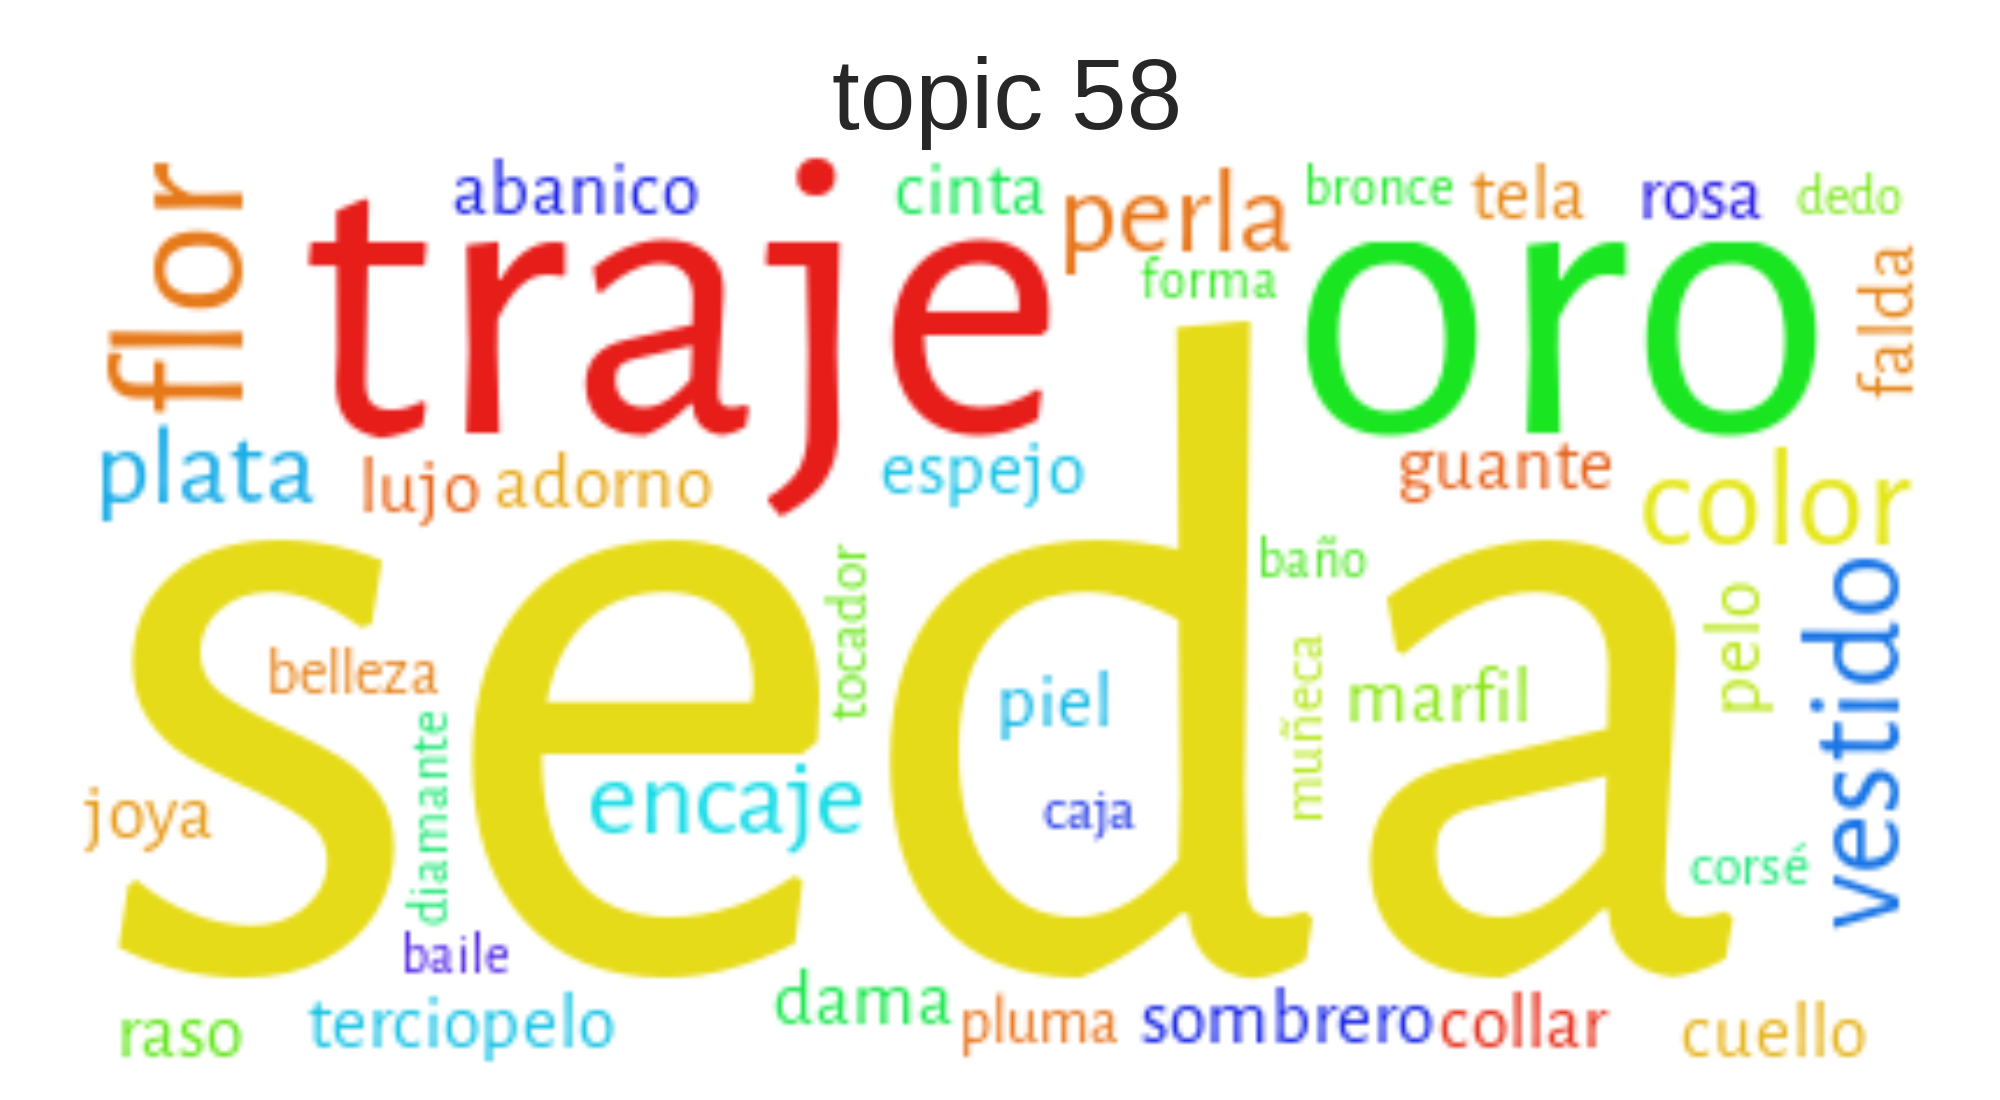 topic 58
flor
traje
abanico
cinta
perla
bronce
tela
rosa
dedo
forma
oro
falda
plata
lujo
adorno
espejo
guante
color
seda
tocador
baño
belleza
piel
muñeca
marfil
pelo
vestido
joya
diamante
encaje
caja
corsé
baile
raso
terciopelo
dama
pluma
sombrero
collar
cuello